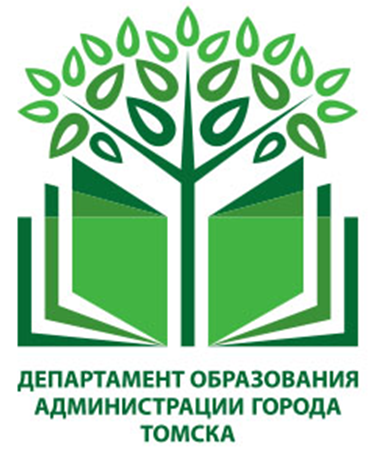 ДЕПАРТАМЕНТ ОБРАЗОВАНИЯ
АДМИНИСТРАЦИИ ГОРОДА
ТОМСКА